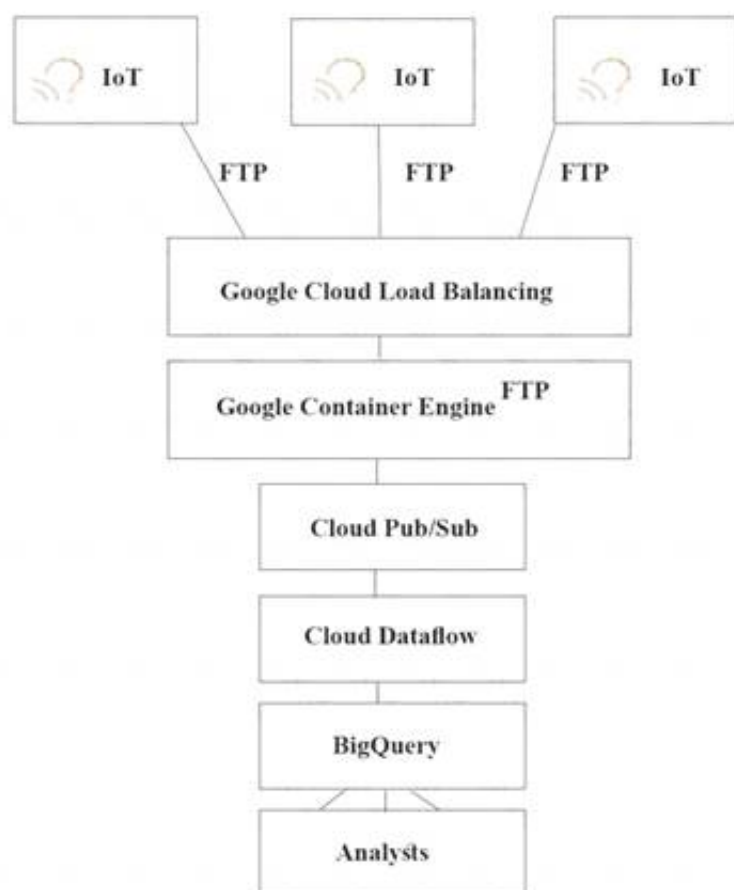 IoT
IoT
IoT
FTP
FTP
FTP
Google Cloud Load Balancing
Google Container Engine FTP
Cloud Pub/Sub
Cloud Dataflow
BigQuery
Analysts